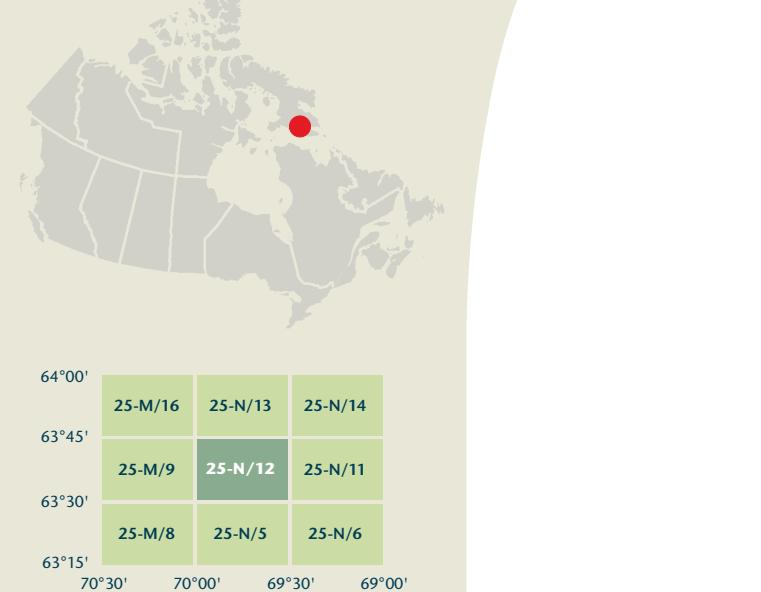 64°00'
25-M/16 25-N/13 25-N/14
63°45'
25-M/9 25-N/12 25-N/11
63°30'
25-M/8 25-N/5 25-N/6
63°15'
70°30' 70°00' 69°30' 69°00'